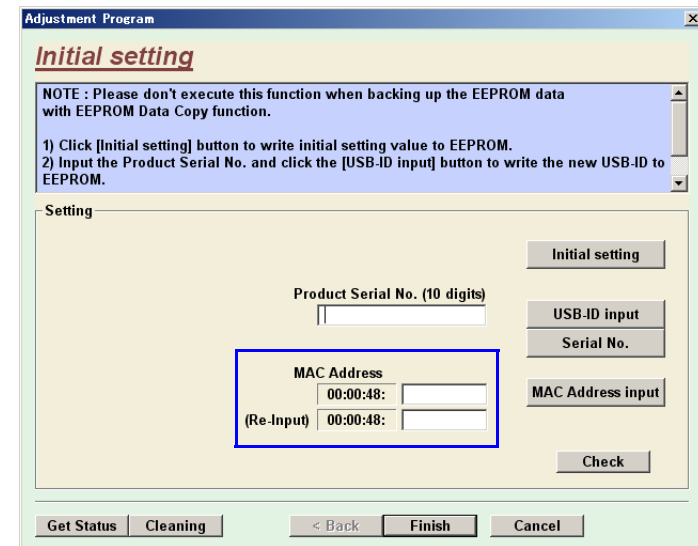 Adjustment Program
Initial setting
NOTE : Please don't execute this function when backing up the EEPROM data
with EEPROM Data Copy function.
1) Click [Initial setting] button to write initial setting value to EEPROM.
2) Input the Product Serial No. and click the [USB-ID input] button to write the new USB-ID to
EEPROM.
Setting
Initial setting
Product Serial No. (10 digits)
USB-ID input
Serial No.
MAC Address
00:00:48:
MAC Address input
(Re-Input) 00:00:48:
Check
Get Status Cleaning < Back Finish Cancel